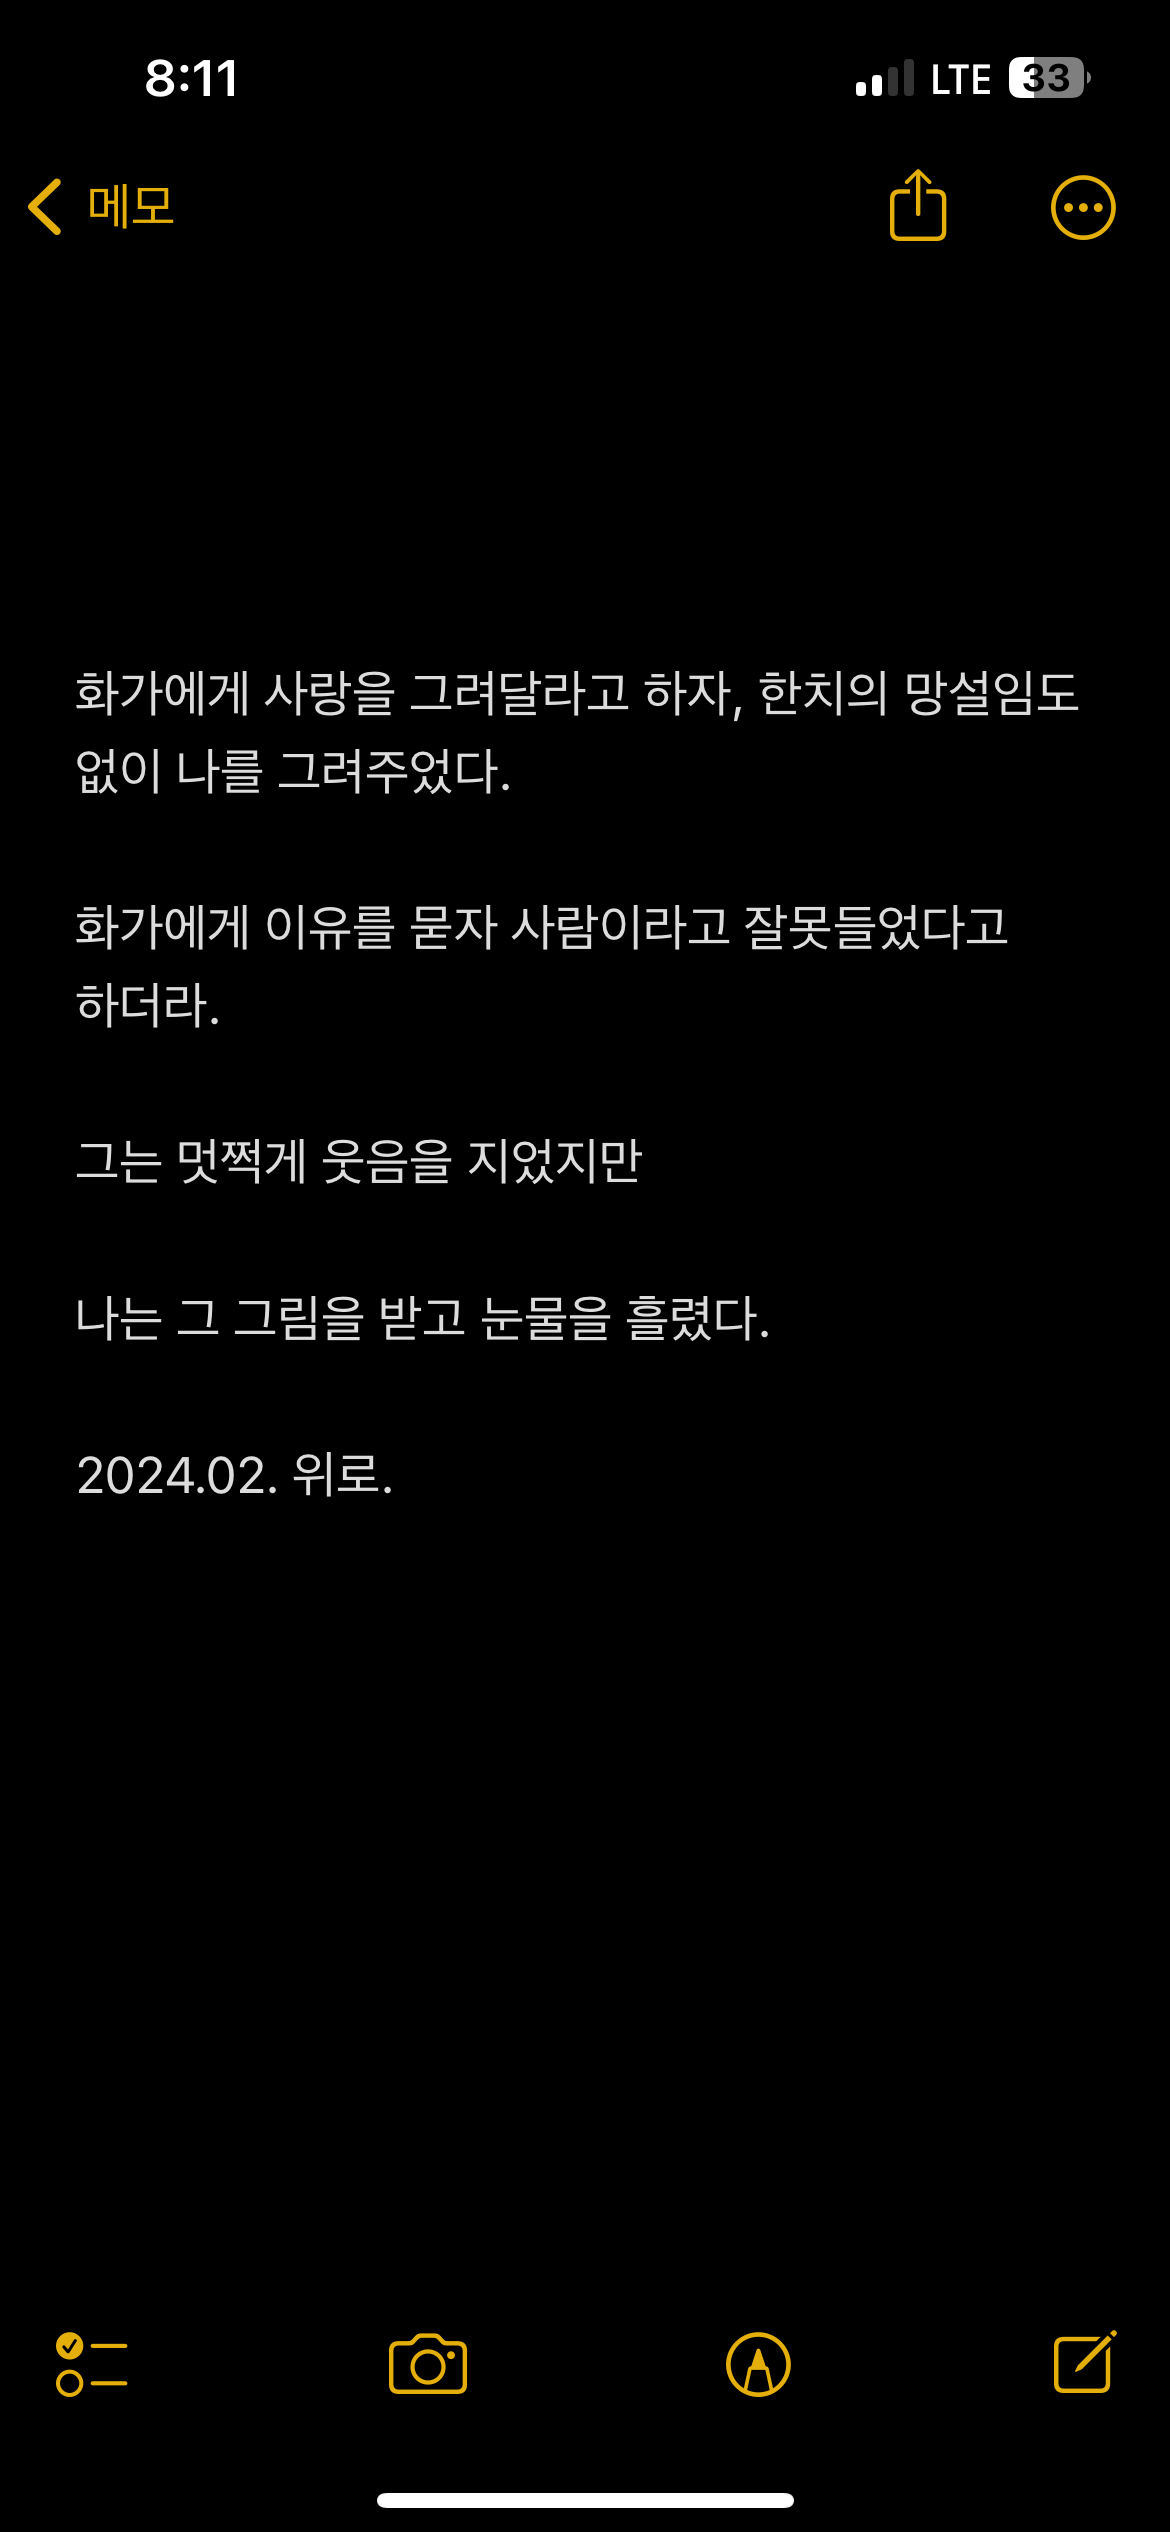 8:11
LTE 33
메모
화가에게 사랑을 그려달라고 하자, 한치의 망설임도
없이 나를 그려주었다.
화가에게 이유를 묻자 사람이라고 잘못들었다고
하더라.
그는 멋쩍게 웃음을 지었지만
나는 그 그림을 받고 눈물을 흘렸다.
2024.02. 위로.